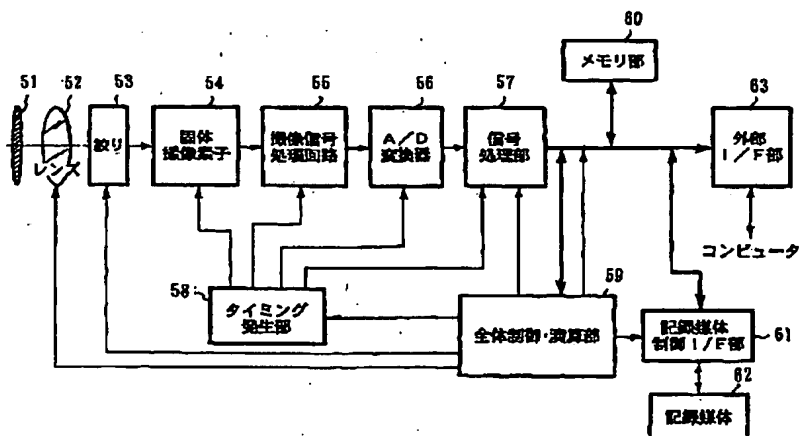 60
メモリ部
51
52
53
54
55
56
57
63
レンズ
絞り
固体
撮像素子
撮像信号
処理回路
A/D
変換器
信号
処理部
外部
I/F部
コンピュータ
58
タイミング
発生部
59
全体制御・演算部
記録媒体
制御I/F部
61
62
記録媒体